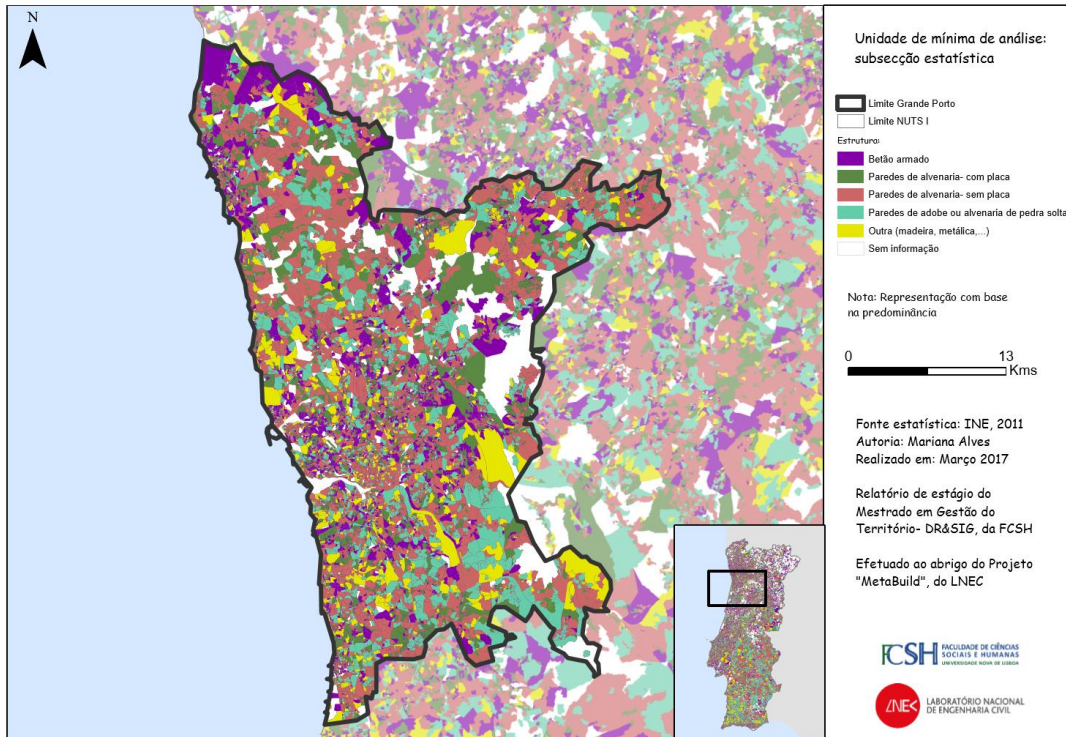 N
Unidade de mínima de análise:
subsecção estatística
Limite Grande Porto
Limite NUTS I
Estrutura:
Betão armado
Paredes de alvenaria- com placa
Paredes de alvenaria- sem placa
Paredes de adobe ou alvenaria de pedra solta
Outra (madeira, metálica,...)
Sem informação
Nota: Representação com base
na predominância
0 13
Kms
Fonte estatística: INE, 2011
Autoria: Mariana Alves
Realizado em: Março 2017
Relatório de estágio do
Mestrado em Gestão do
Território- DR&SIG, da FCSH
Efetuado ao abrigo do Projeto
"MetaBuild", do LNEC
FCSH FACULDADE DE CIÊNCIAS
SOCIAIS E HUMANAS
UNIVERSIDADE NOVA DE LISBOA
LNEC LABORATÓRIO NACIONAL
DE ENGENHARIA CIVIL